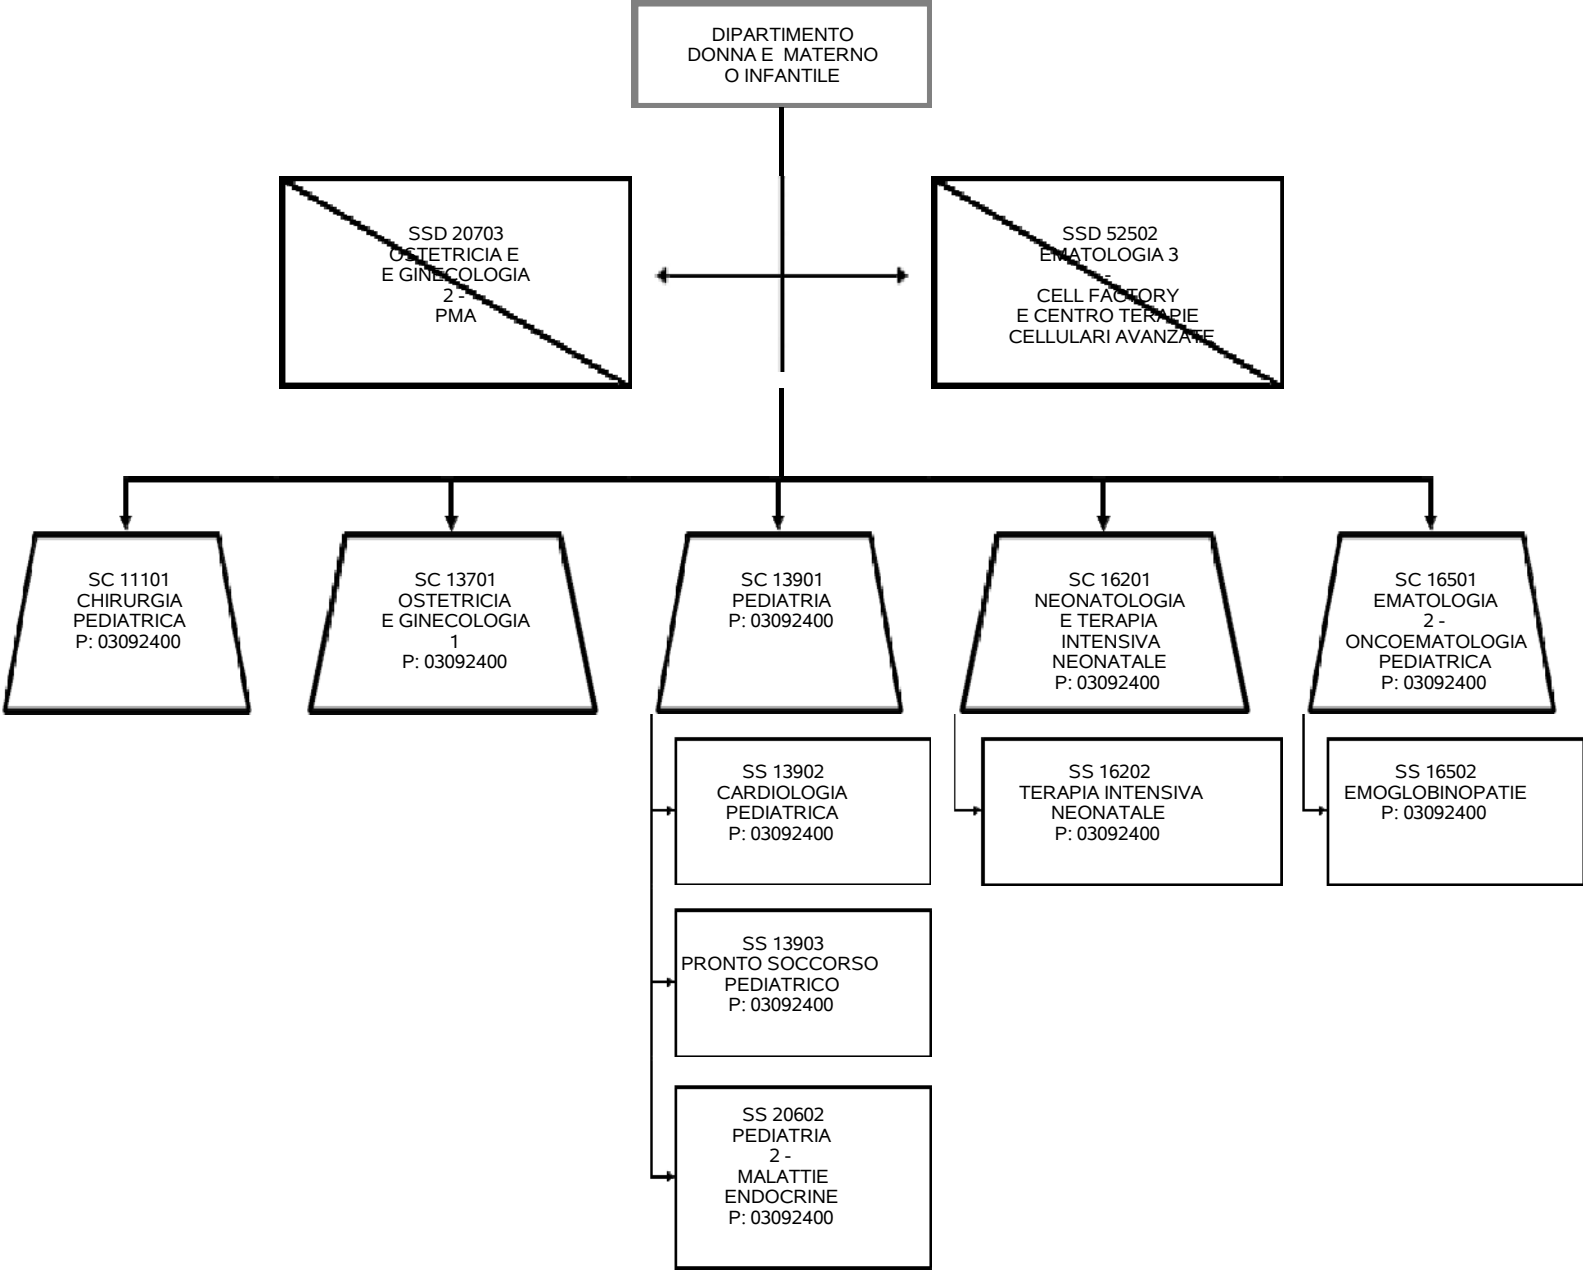 DIPARTIMENTO
DONNA E MATERNO
O INFANTILE
SSD 20703
OSTETRICIA E
E GINECOLOGIA
2 -
PMA
SSD 52502
EMATOLOGIA 3
-
CELL FACTORY
E CENTRO TERAPIE
CELLULARI AVANZATE
SC 11101
CHIRURGIA
PEDIATRICA
P: 03092400
SC 13701
OSTETRICIA
E GINECOLOGIA
1
P: 03092400
SC 13901
PEDIATRIA
P: 03092400
SC 16201
NEONATOLOGIA
E TERAPIA
INTENSIVA
NEONATALE
P: 03092400
SC 16501
EMATOLOGIA
2 -
ONCOEMATOLOGIA
PEDIATRICA
P: 03092400
SS 13902
CARDIOLOGIA
PEDIATRICA
P: 03092400
SS 16202
TERAPIA INTENSIVA
NEONATALE
P: 03092400
SS 16502
EMOGLOBINOPATIE
P: 03092400
SS 13903
PRONTO SOCCORSO
PEDIATRICO
P: 03092400
SS 20602
PEDIATRIA
2 -
MALATTIE
ENDOCRINE
P: 03092400